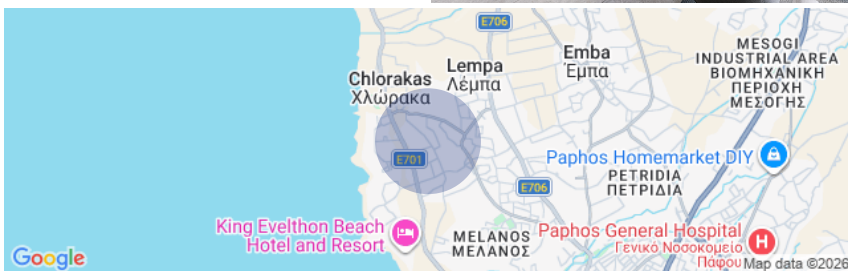 E706
MESOGI
INDUSTRIAL AREA
ΒΙΟΜΗΧΑΝΙΚΗ
ΠΕΡΙΟΧΗ
ΜΕΣΟΓΗΣ
Emba
Έμπα
Lempa
Λέμπα
Chlorakas
Χλώρακα
E701
Paphos Homemarket DIY
PETRIDIA
ΠΕΤΡΙΔΙΑ
E706
King Evelthon Beach
Hotel and Resort
MELANOS
ΜΕΛΑΝΟΣ
Paphos General Hospital
Γενικό Νοσοκομείο
Πάφου
H
Google
Map data ©2026